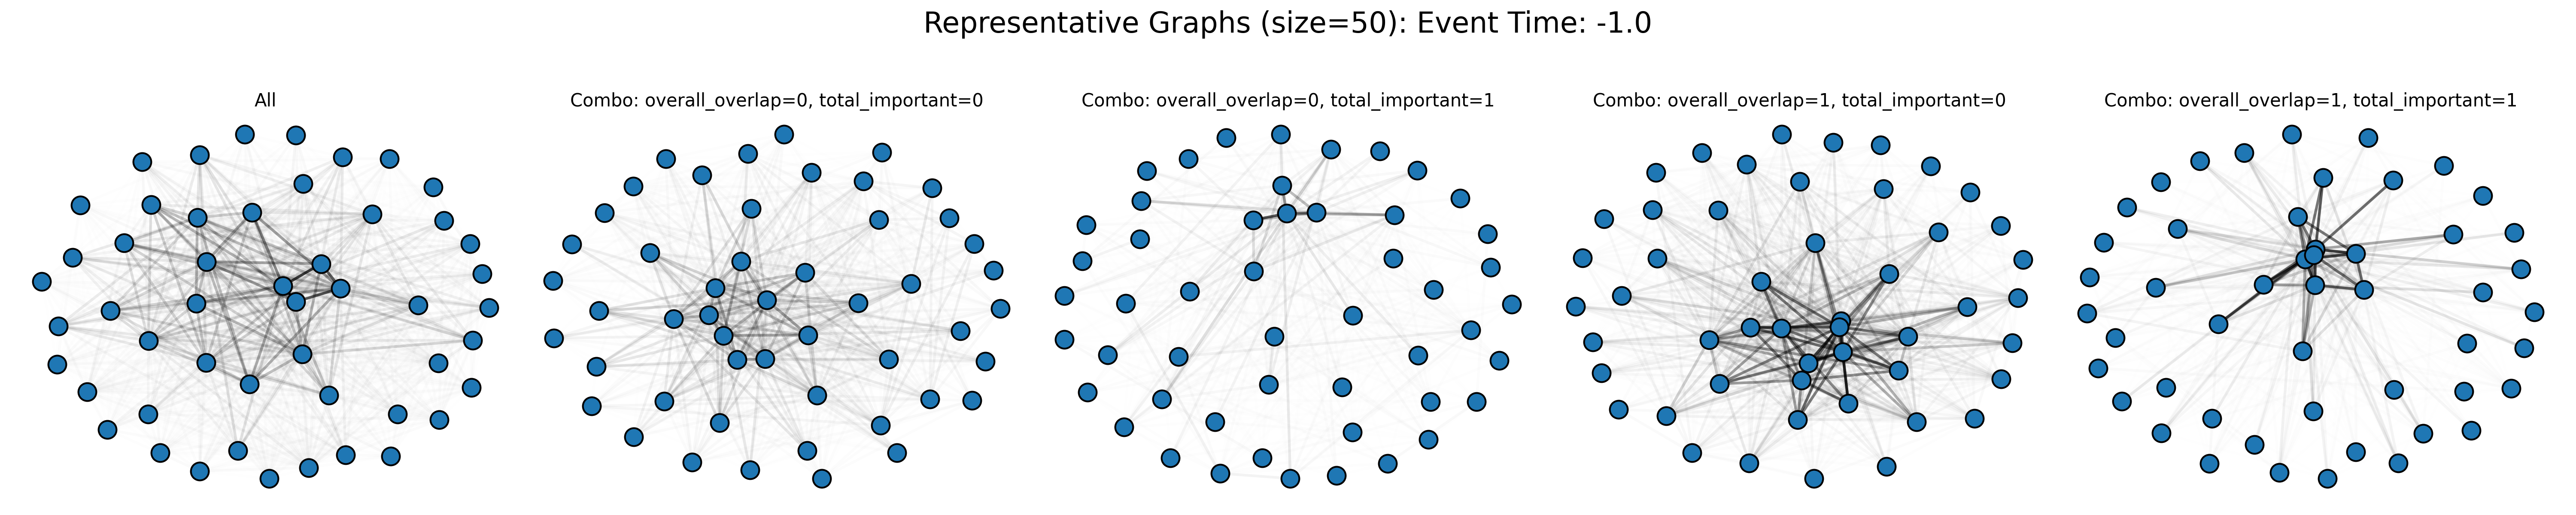 Representative Graphs (size=50): Event Time: -1.0
All
Combo: overall_overlap=0, total_important=0
Combo: overall_overlap=0, total_important=1
Combo: overall_overlap=1, total_important=0
Combo: overall_overlap=1, total_important=1